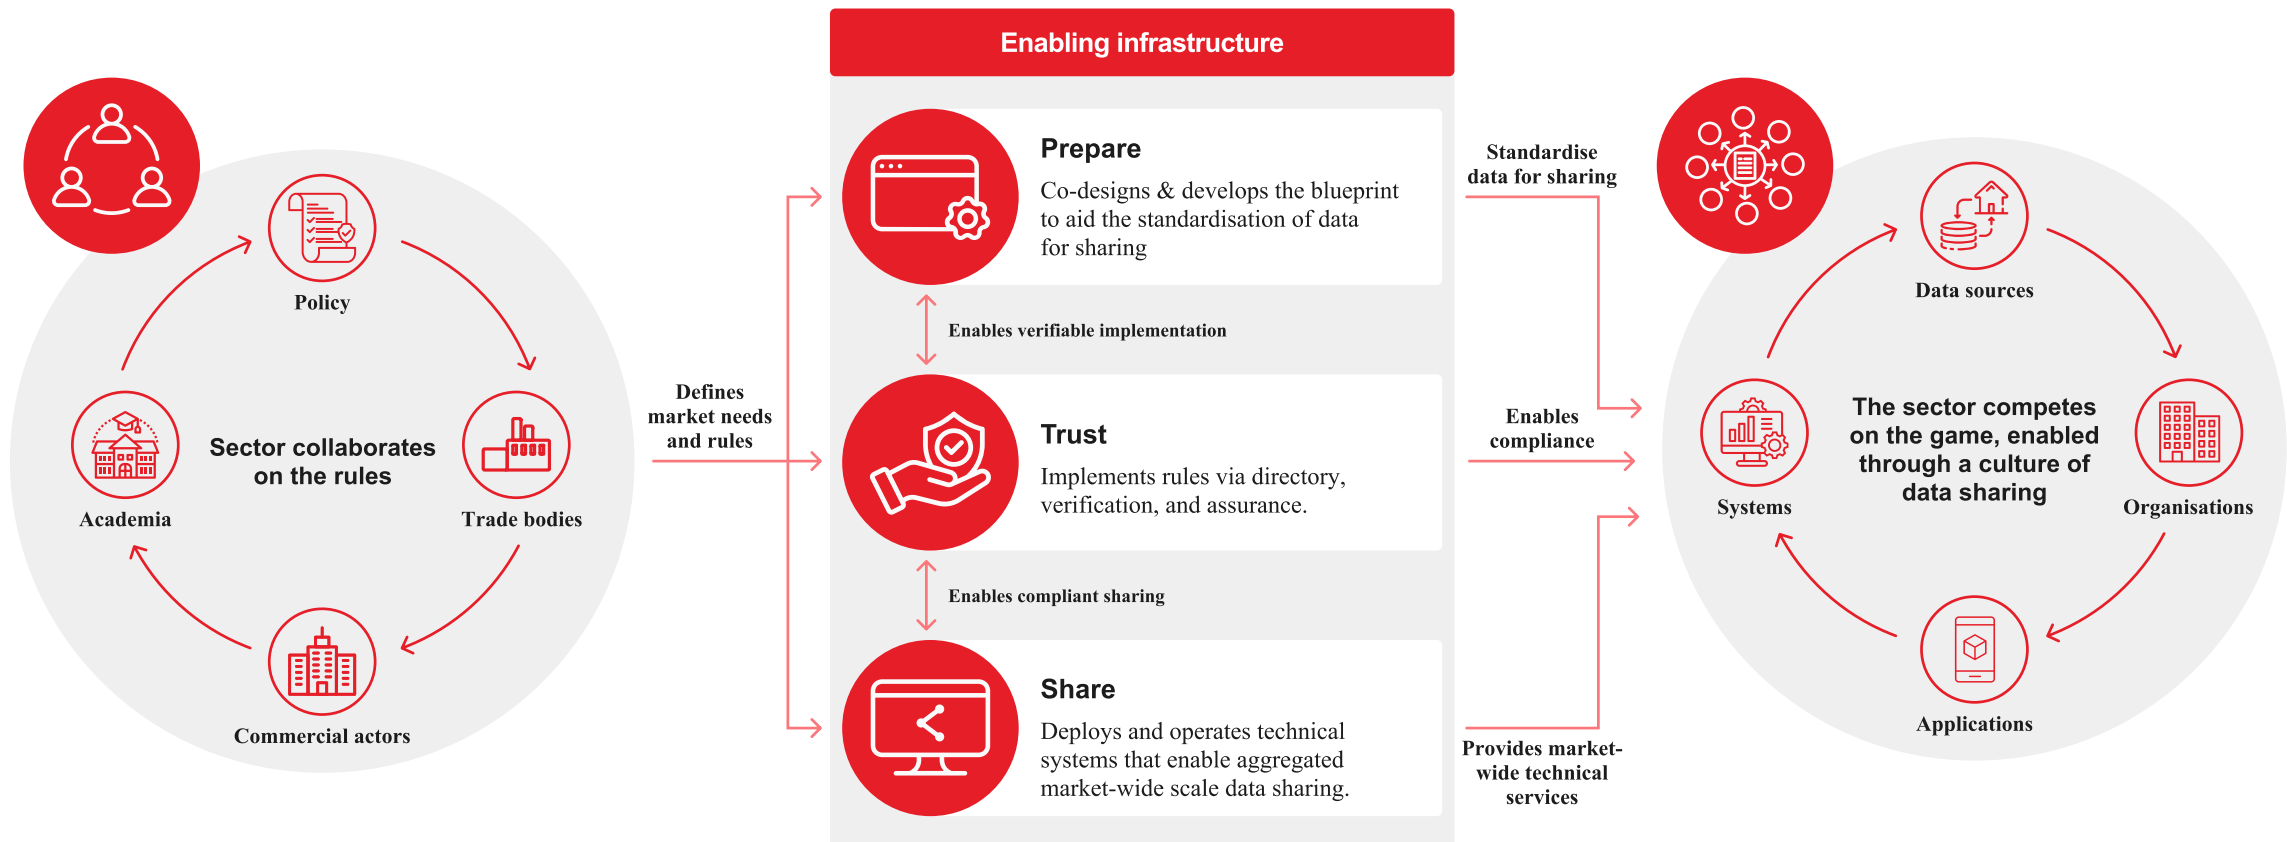 Enabling infrastructure
Policy
Academia
Sector collaborates
on the rules
Trade bodies
Commercial actors
Defines
market needs
and rules
Prepare
Co-designs & develops the blueprint
to aid the standardisation of data
for sharing
Enables verifiable implementation
Trust
Implements rules via directory,
verification, and assurance.
Enables compliant sharing
Share
Deploys and operates technical
systems that enable aggregated
market-wide scale data sharing.
Standardise
data for sharing
Enables
compliance
Provides market-
wide technical
services
Data sources
Systems
The sector competes
on the game, enabled
through a culture of
data sharing
Organisations
Applications